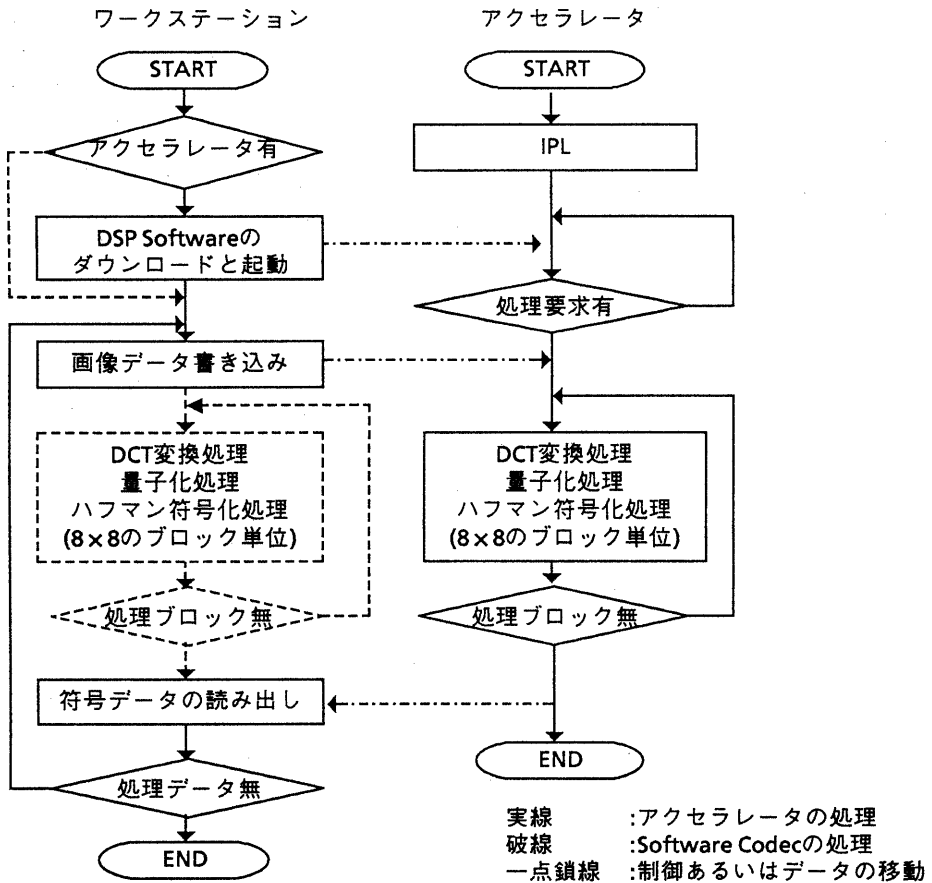 ワークステーション
START
アクセラレータ有
DSP Softwareの
ダウンロードと起動
画像データ書き込み
DCT変換処理
量子化処理
ハフマン符号化処理
(8×8のブロック単位)
処理ブロック無
符号データの読み出し
処理データ無
END
アクセラレータ
START
IPL
処理要求有
DCT変換処理
量子化処理
ハフマン符号化処理
(8×8のブロック単位)
処理ブロック無
END
実線 :アクセラレータの処理
破線 :Software Codecの処理
一点鎖線 :制御あるいはデータの移動